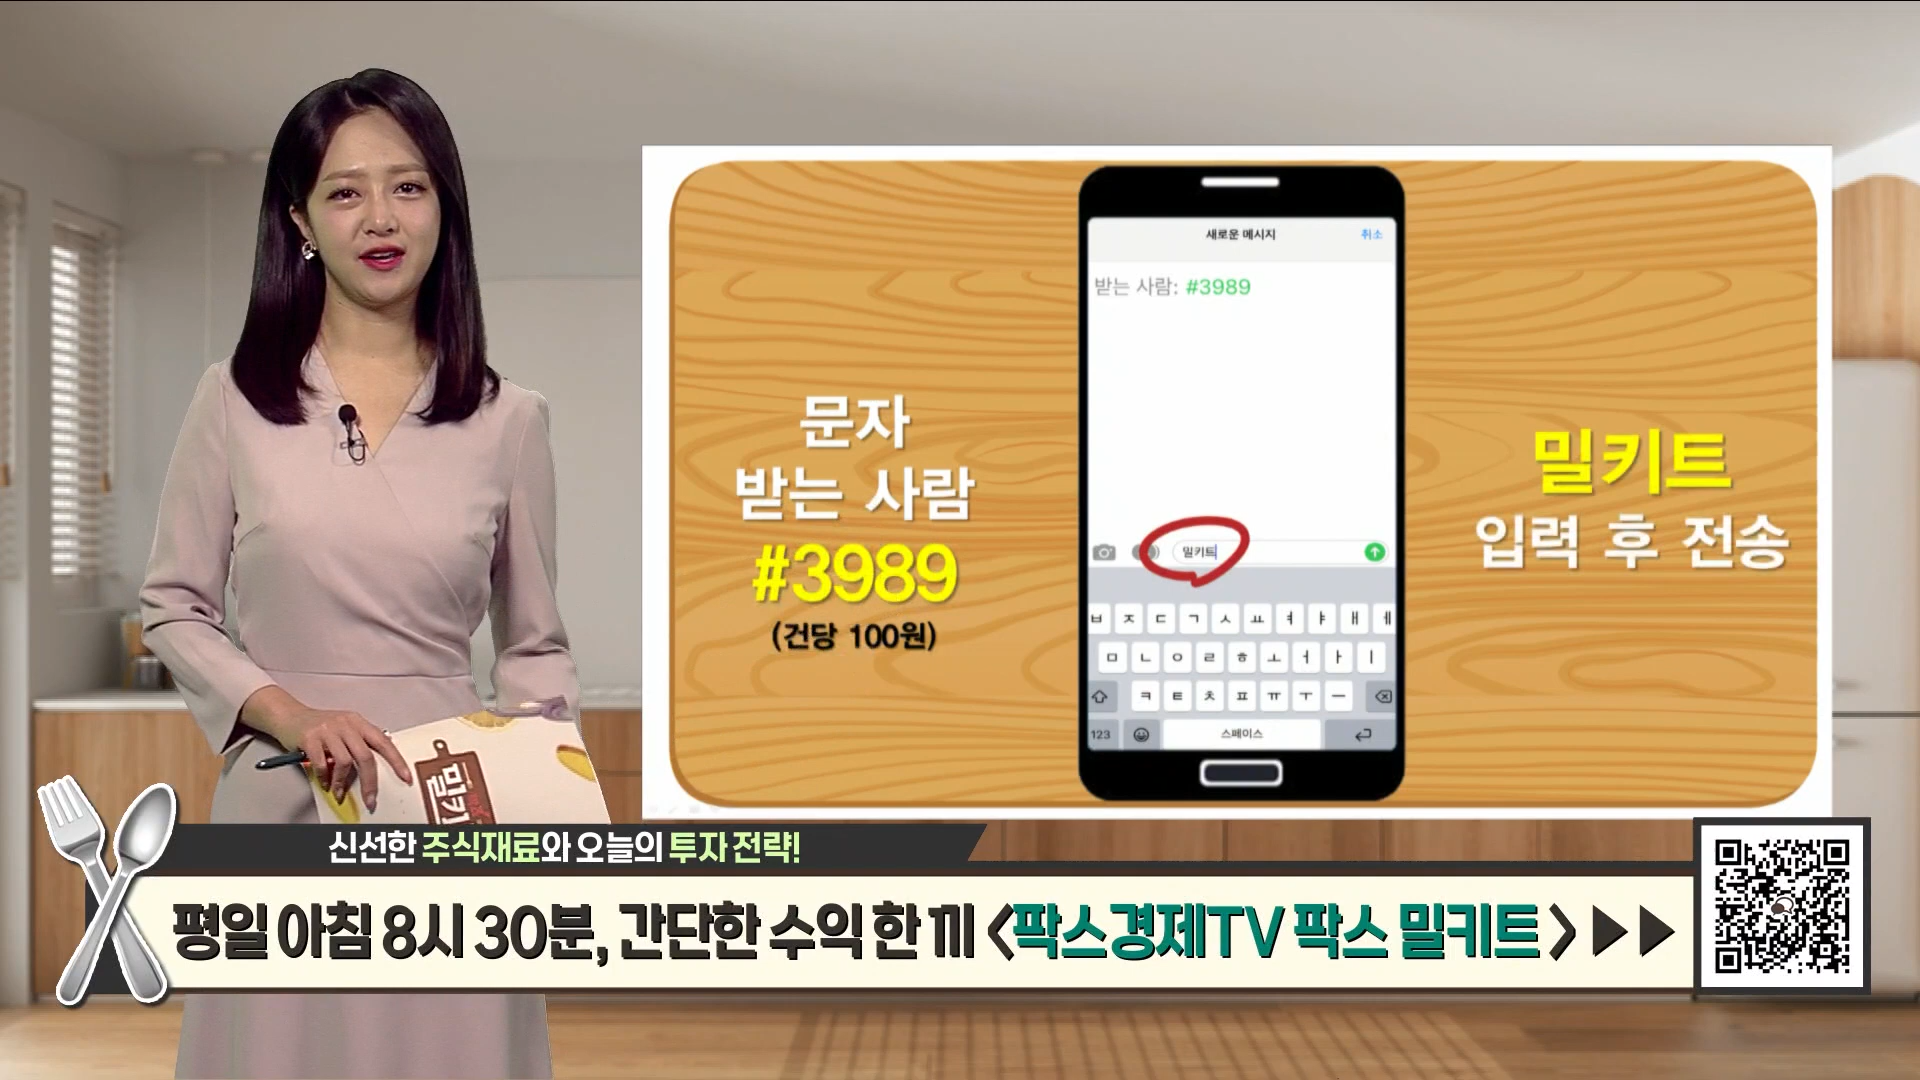 새로운 메시지
취소
받는 사람: #3989
문자
받는 사람
#3989
(건당 100원)
밀키트
입력 후 전송
밀키트
ㅂ ㅈ ㄷ ㄱ ㅅ ㅛ ㅕ ㅑ ㅐ ㅔ
ㅁ ㄴ ㅇ ㄹ ㅎ ㅗ ㅓ ㅏ ㅣ
ㅋ ㅌ ㅊ ㅍ ㅠ ㅜ ㅡ
123
스페이스
신선한 주식재료와 오늘의 투자 전략!
평일 아침 8시 30분, 간단한 수익 한 끼 <팍스경제TV 팍스 밀키트>▶▶